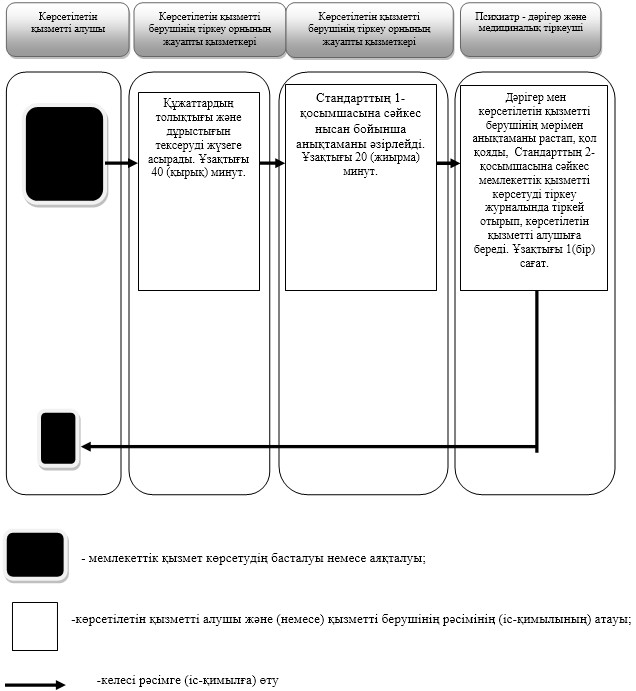 Көрсетілетін
қызметті алушы
Көрсетілетін қызметті
берушінің тіркеу орнының
жауапты қызметкері
Көрсетілетін қызметті
берушінің тіркеу орнының
жауапты қызметкері
Психиатр - дәрігер және
медициналық тіркеуші
Құжаттардың
толықтығы және
дұрыстығын
тексеруді жүзеге
асырады. Ұзақтығы
40 (қырық) минут.
Стандарттың 1-
қосымшасына сәйкес
нысан бойынша
анықтаманы әзірлейді.
Ұзақтығы 20 (жиырма)
минут.
Дәрігер мен
көрсетілетін қызметті
берушінің мөрімен
анықтаманы растап, қол
қояды, Стандарттың 2-
қосымшасына сәйкес
мемлекеттік қызметті
көрсетуді тіркеу
журналында тіркей
отырып, көрсетілетін
қызметті алушыға
береді. Ұзақтығы 1(бір)
сағат.
- мемлекеттік қызмет көрсетудің басталуы немесе аяқталуы;
-көрсетілетін қызметті алушы және (немесе) қызметті берушінің рәсімінің (іс-қимылының) атауы;
-келесі рәсімге (іс-қимылға) өту